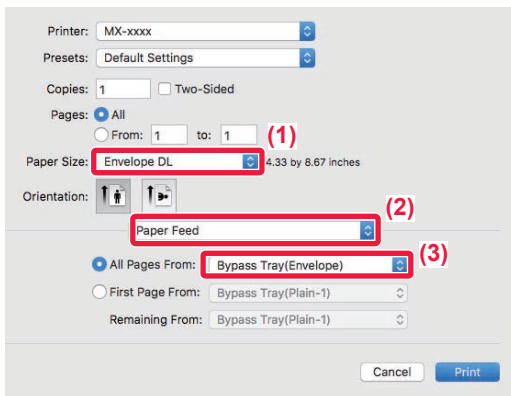 Printer: MX-xxxx
Presets: Default Settings
Copies: 1 Two-Sided
Pages: All
From: 1 to: 1
(1)
Paper Size: Envelope DL 4.33 by 8.67 inches
Orientation:
(2)
Paper Feed
(3)
All Pages From: Bypass Tray(Envelope)
First Page From: Bypass Tray(Plain-1)
Remaining From: Bypass Tray(Plain-1)
Cancel Print